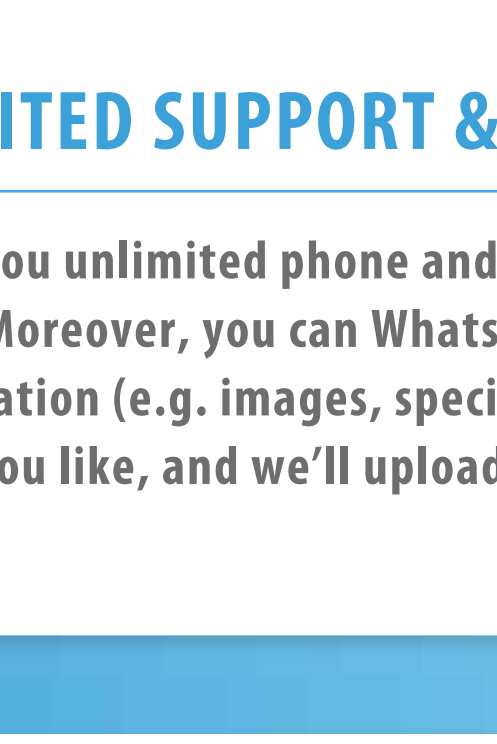 ITED SUPPORT &
ou unlimited phone and
Moreover, you can Whats
ation (e.g. images, speci
ou like, and we’ll upload